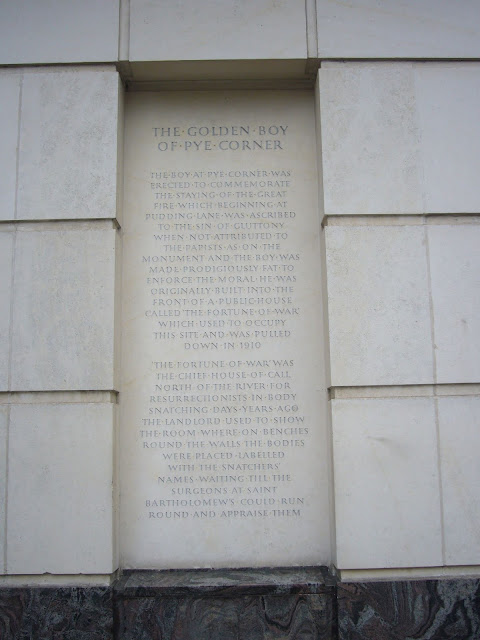 THE·GOLDEN·BOY
OF·PYE·CORNER
THE·BOY·AT·PYE·CORNER·WAS
ERECTED·TO·COMMEMORATE
THE·STAYING·OF·THE·GREAT
FIRE·WHICH·BEGINNING·AT
PUDDING·LANE·WAS·ASCRIBED
TO·THE·SIN·OF·GLUTTONY
WHEN·NOT·ATTRIBUTED·TO
THE·PAPISTS·AS·ON·THE
MONUMENT·AND·THE·BOY·WAS
MADE·PRODIGIOUSLY·FAT·TO
ENFORCE·THE·MORAL·HE·WAS
ORIGINALLY·BUILT·INTO·THE
FRONT·OF·A·PUBLIC·HOUSE
CALLED·'THE·FORTUNE·OF·WAR'
WHICH·USED·TO·OCCUPY
THIS·SITE·AND·WAS·PULLED
DOWN·IN·1910
'THE·FORTUNE·OF·WAR'·WAS
THE·CHIEF·HOUSE·OF·CALL
NORTH·OF·THE·RIVER·FOR
RESURRECTIONISTS·IN·BODY
SNATCHING·DAYS·YEARS·AGO
THE·LANDLORD·USED·TO·SHOW
THE·ROOM·WHERE·ON·BENCHES
ROUND·THE·WALLS·THE·BODIES
WERE·PLACED·LABELLED
WITH·THE·SNATCHERS'
NAMES·WAITING·TILL·THE
SURGEONS·AT·SAINT
BARTHOLOMEW'S·COULD·RUN
ROUND·AND·APPRAISE·THEM